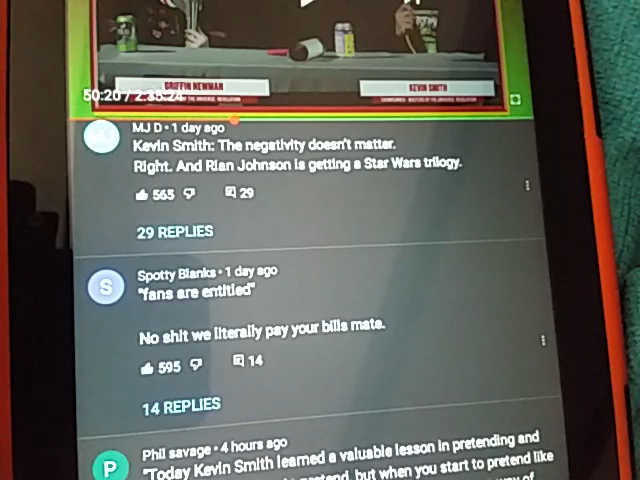 GRIFFIN NEWMAN
KEVIN SMITH
50:20 / 2:35:24
MJ D • 1 day ago
Kevin Smith: The negativity doesn't matter.
Right. And Rian Johnson is getting a Star Wars trilogy.
565
29
29 REPLIES
S
Spotty Blanks • 1 day ago
"fans are entitled"
No shit we literally pay your bills mate.
595
14
14 REPLIES
P
Phil savage • 4 hours ago
"Today Kevin Smith learned a valuable lesson in pretending and
pretend, but when you start to pretend like
way of